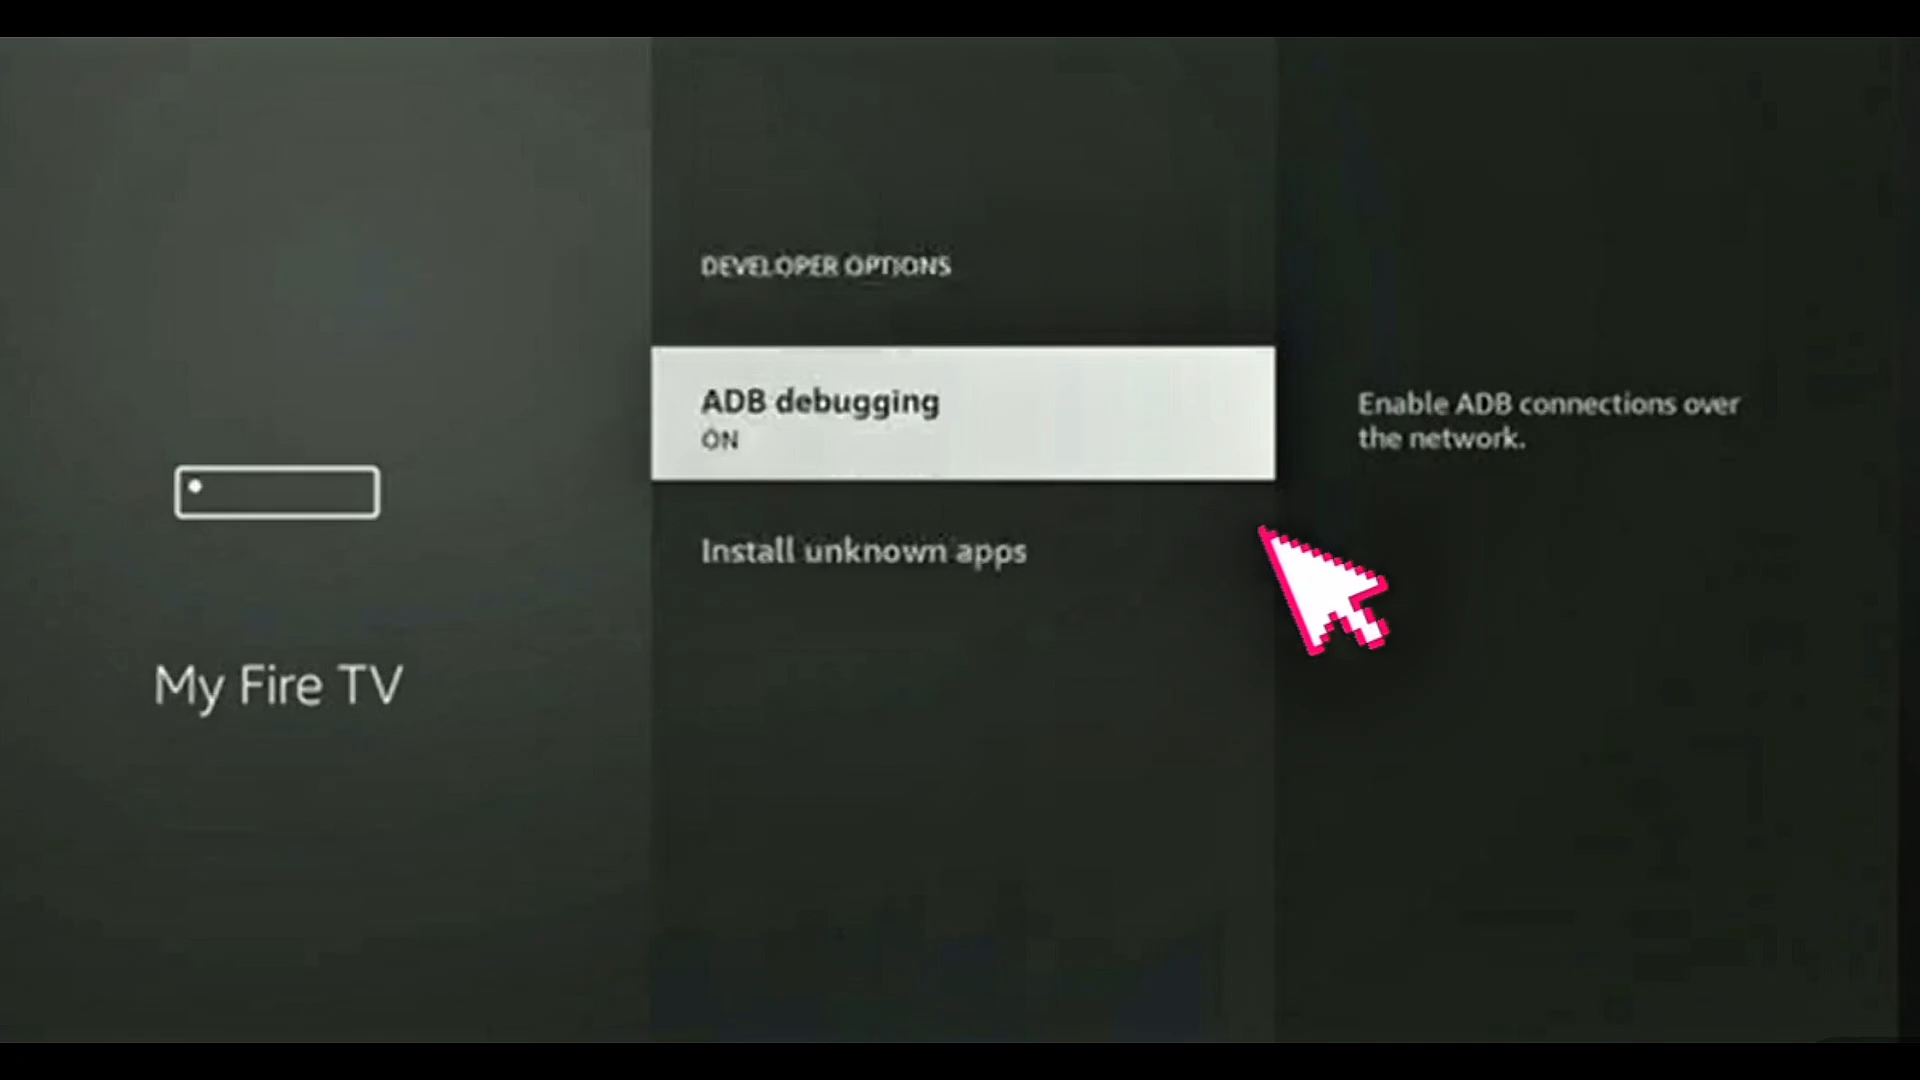 DEVELOPER OPTIONS
ADB debugging
ON
Enable ADB connections over
the network.
Install unknown apps
My Fire TV